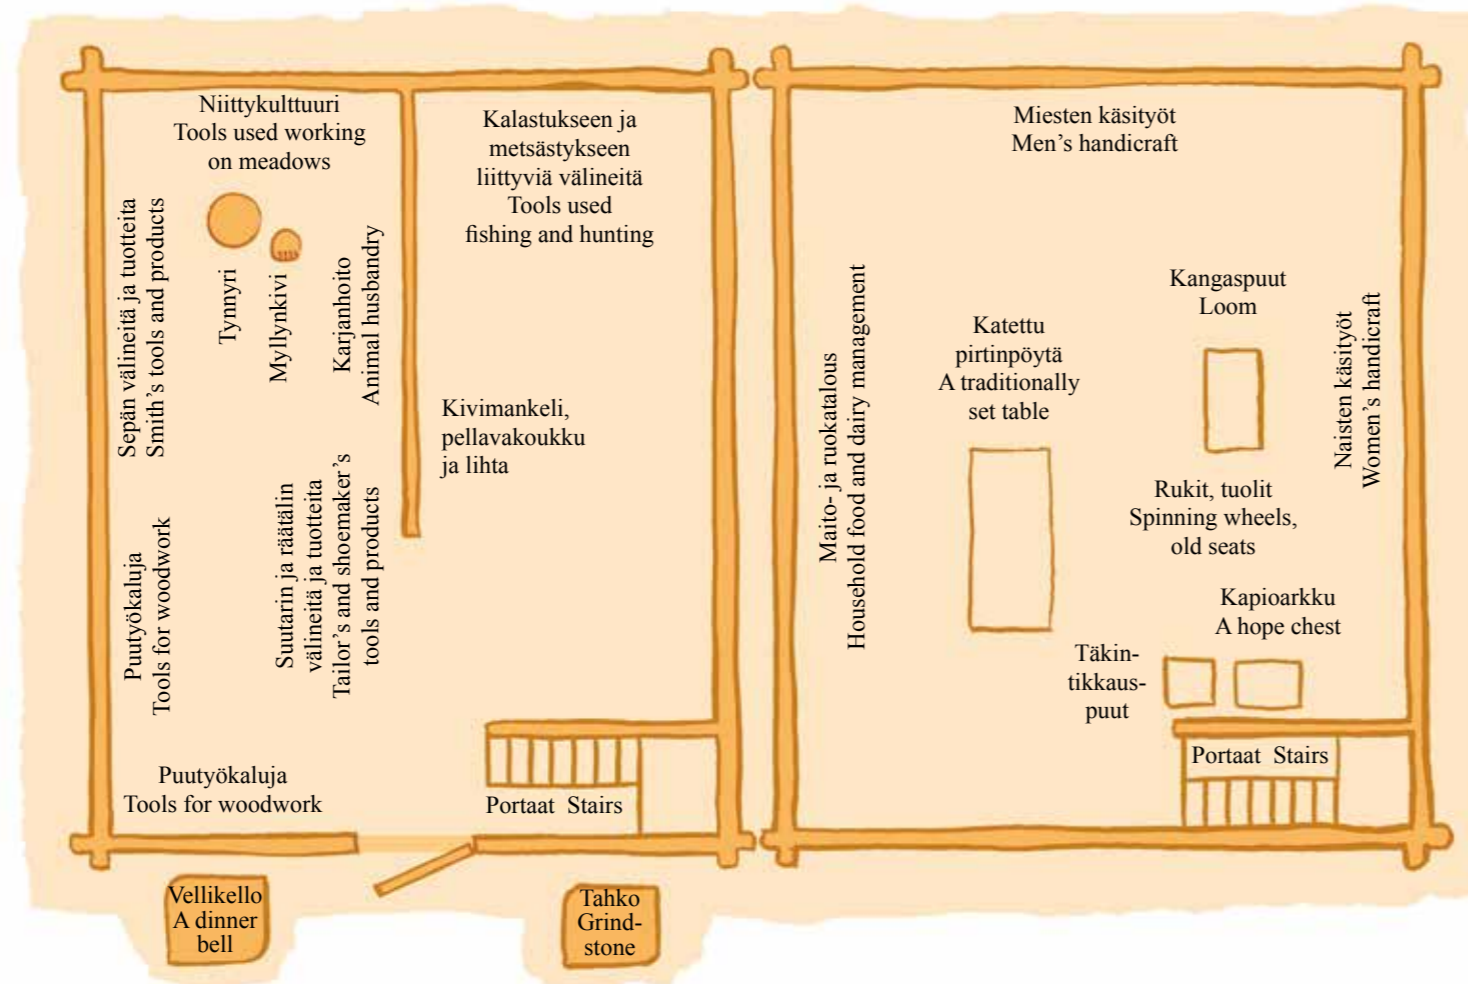 Niittykulttuuri
Tools used working
on meadows
Kalastukseen ja
metsästykseen
liittyviä välineitä
Tools used
fishing and hunting
Sepän välineitä ja tuotteita
Smith's tools and products
Tynnyri
Myllynkivi
Karjanhoito
Animal husbandry
Kivimankeli,
pellavakoukku
ja lihta
Puutyökaluja
Tools for woodwork
Suutarin ja räätälin
välineitä ja tuotteita
Tailor's and shoemaker's
tools and products
Puutyökaluja
Tools for woodwork
Portaat Stairs
Vellikello
A dinner
bell
Tahko
Grind-
stone
Miesten käsityöt
Men's handicraft
Maito- ja ruokatalous
Household food and dairy management
Katettu
pirtinpöytä
A traditionally
set table
Kangaspuut
Loom
Naisten käsityöt
Women's handicraft
Rukit, tuolit
Spinning wheels,
old seats
Kapioarkku
A hope chest
Täkin-
tikkaus-
puut
Portaat Stairs